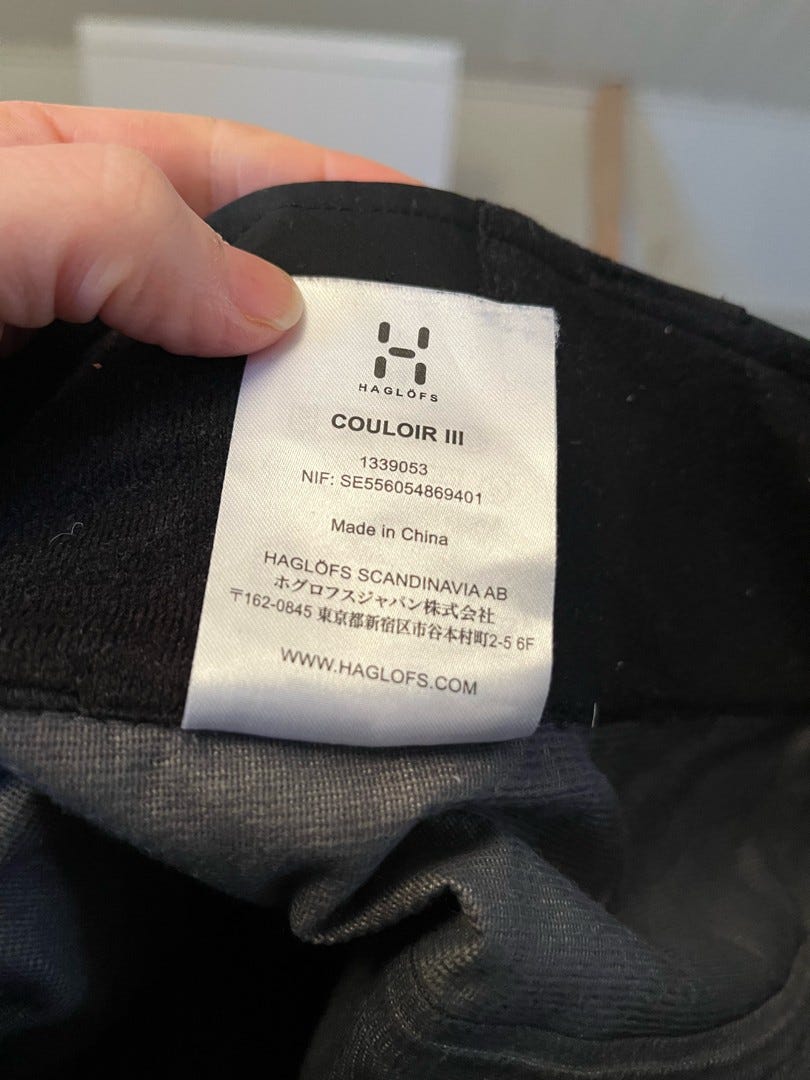 HAGLÖFS
COULOIR III
1339053
NIF: SE556054869401
Made in China
HAGLÖFS SCANDINAVIA AB
ホグロフスジャパン株式会社
〒162-0845 東京都新宿区市谷本村町2-5 6F
WWW.HAGLOFS.COM